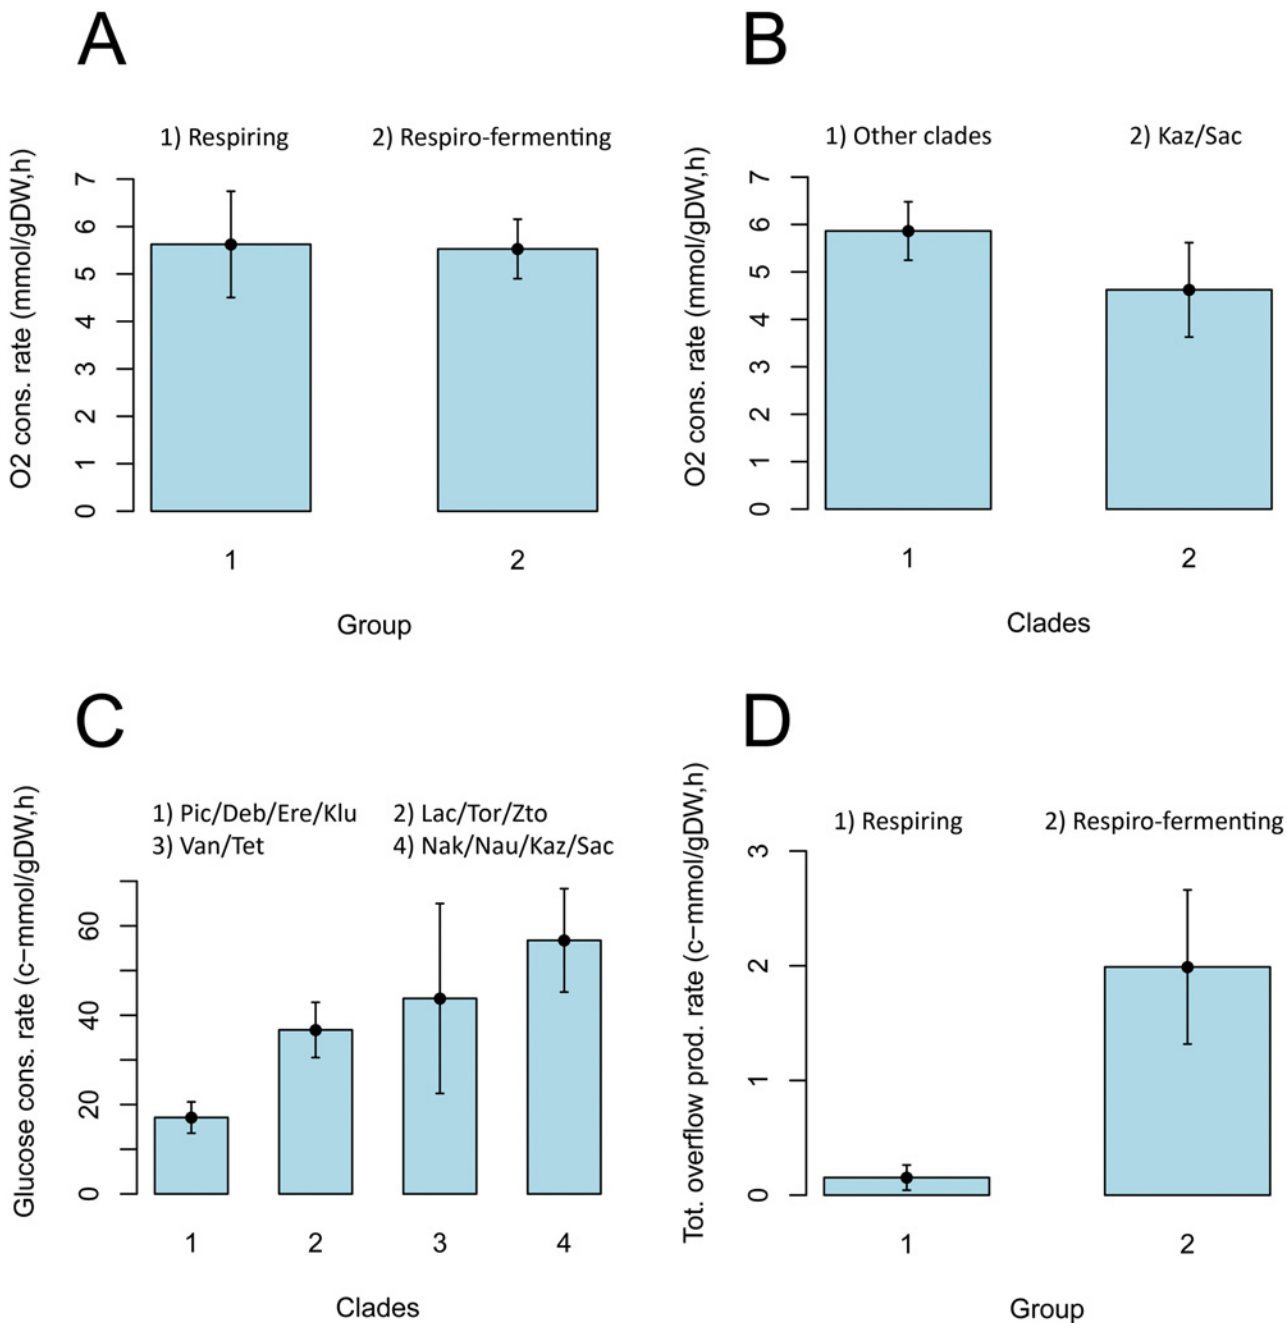 A
1) Respiring 2) Respiro-fermenting
O2 cons. rate (mmol/gDW,h)
7
6
5
4
3
2
1
0
1 2
Group
B
1) Other clades 2) Kaz/Sac
O2 cons. rate (mmol/gDW,h)
7
6
5
4
3
2
1
0
1 2
Clades
C
1) Pic/Deb/Ere/Klu 2) Lac/Tor/Zto
3) Van/Tet 4) Nak/Nau/Kaz/Sac
Glucose cons. rate (c−mmol/gDW,h)
60
40
20
0
1 2 3 4
Clades
D
1) Respiring 2) Respiro-fermenting
Tot. overflow prod. rate (c−mmol/gDW,h)
3
2
1
0
1 2
Group